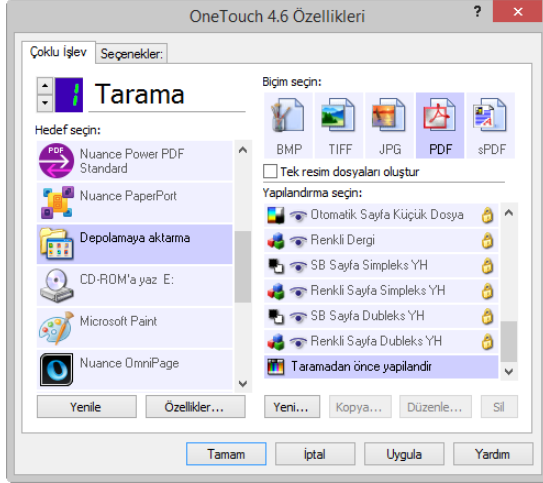 OneTouch 4.6 Özellikleri
Çoklu İşlev
Seçenekler:
1 Tarama
Hedef seçin:
PDF Nuance Power PDF
Standard
Nuance PaperPort
Depolamaya aktarma
CD-ROM'a yaz E:
Microsoft Paint
Nuance OmniPage
Yenile
Özellikler...
Biçim seçin:
BMP TIFF JPG PDF sPDF
Tek resim dosyaları oluştur
Yapılandırma seçin:
Otomatik Sayfa Küçük Dosya
Renkli Dergi
SB Sayfa Simpleks YH
Renkli Sayfa Simpleks YH
SB Sayfa Dubleks YH
Renkli Sayfa Dubleks YH
Taramadan önce yapilandir
Yeni... Kopya... Düzenle... Sil
Tamam İptal Uygula Yardım